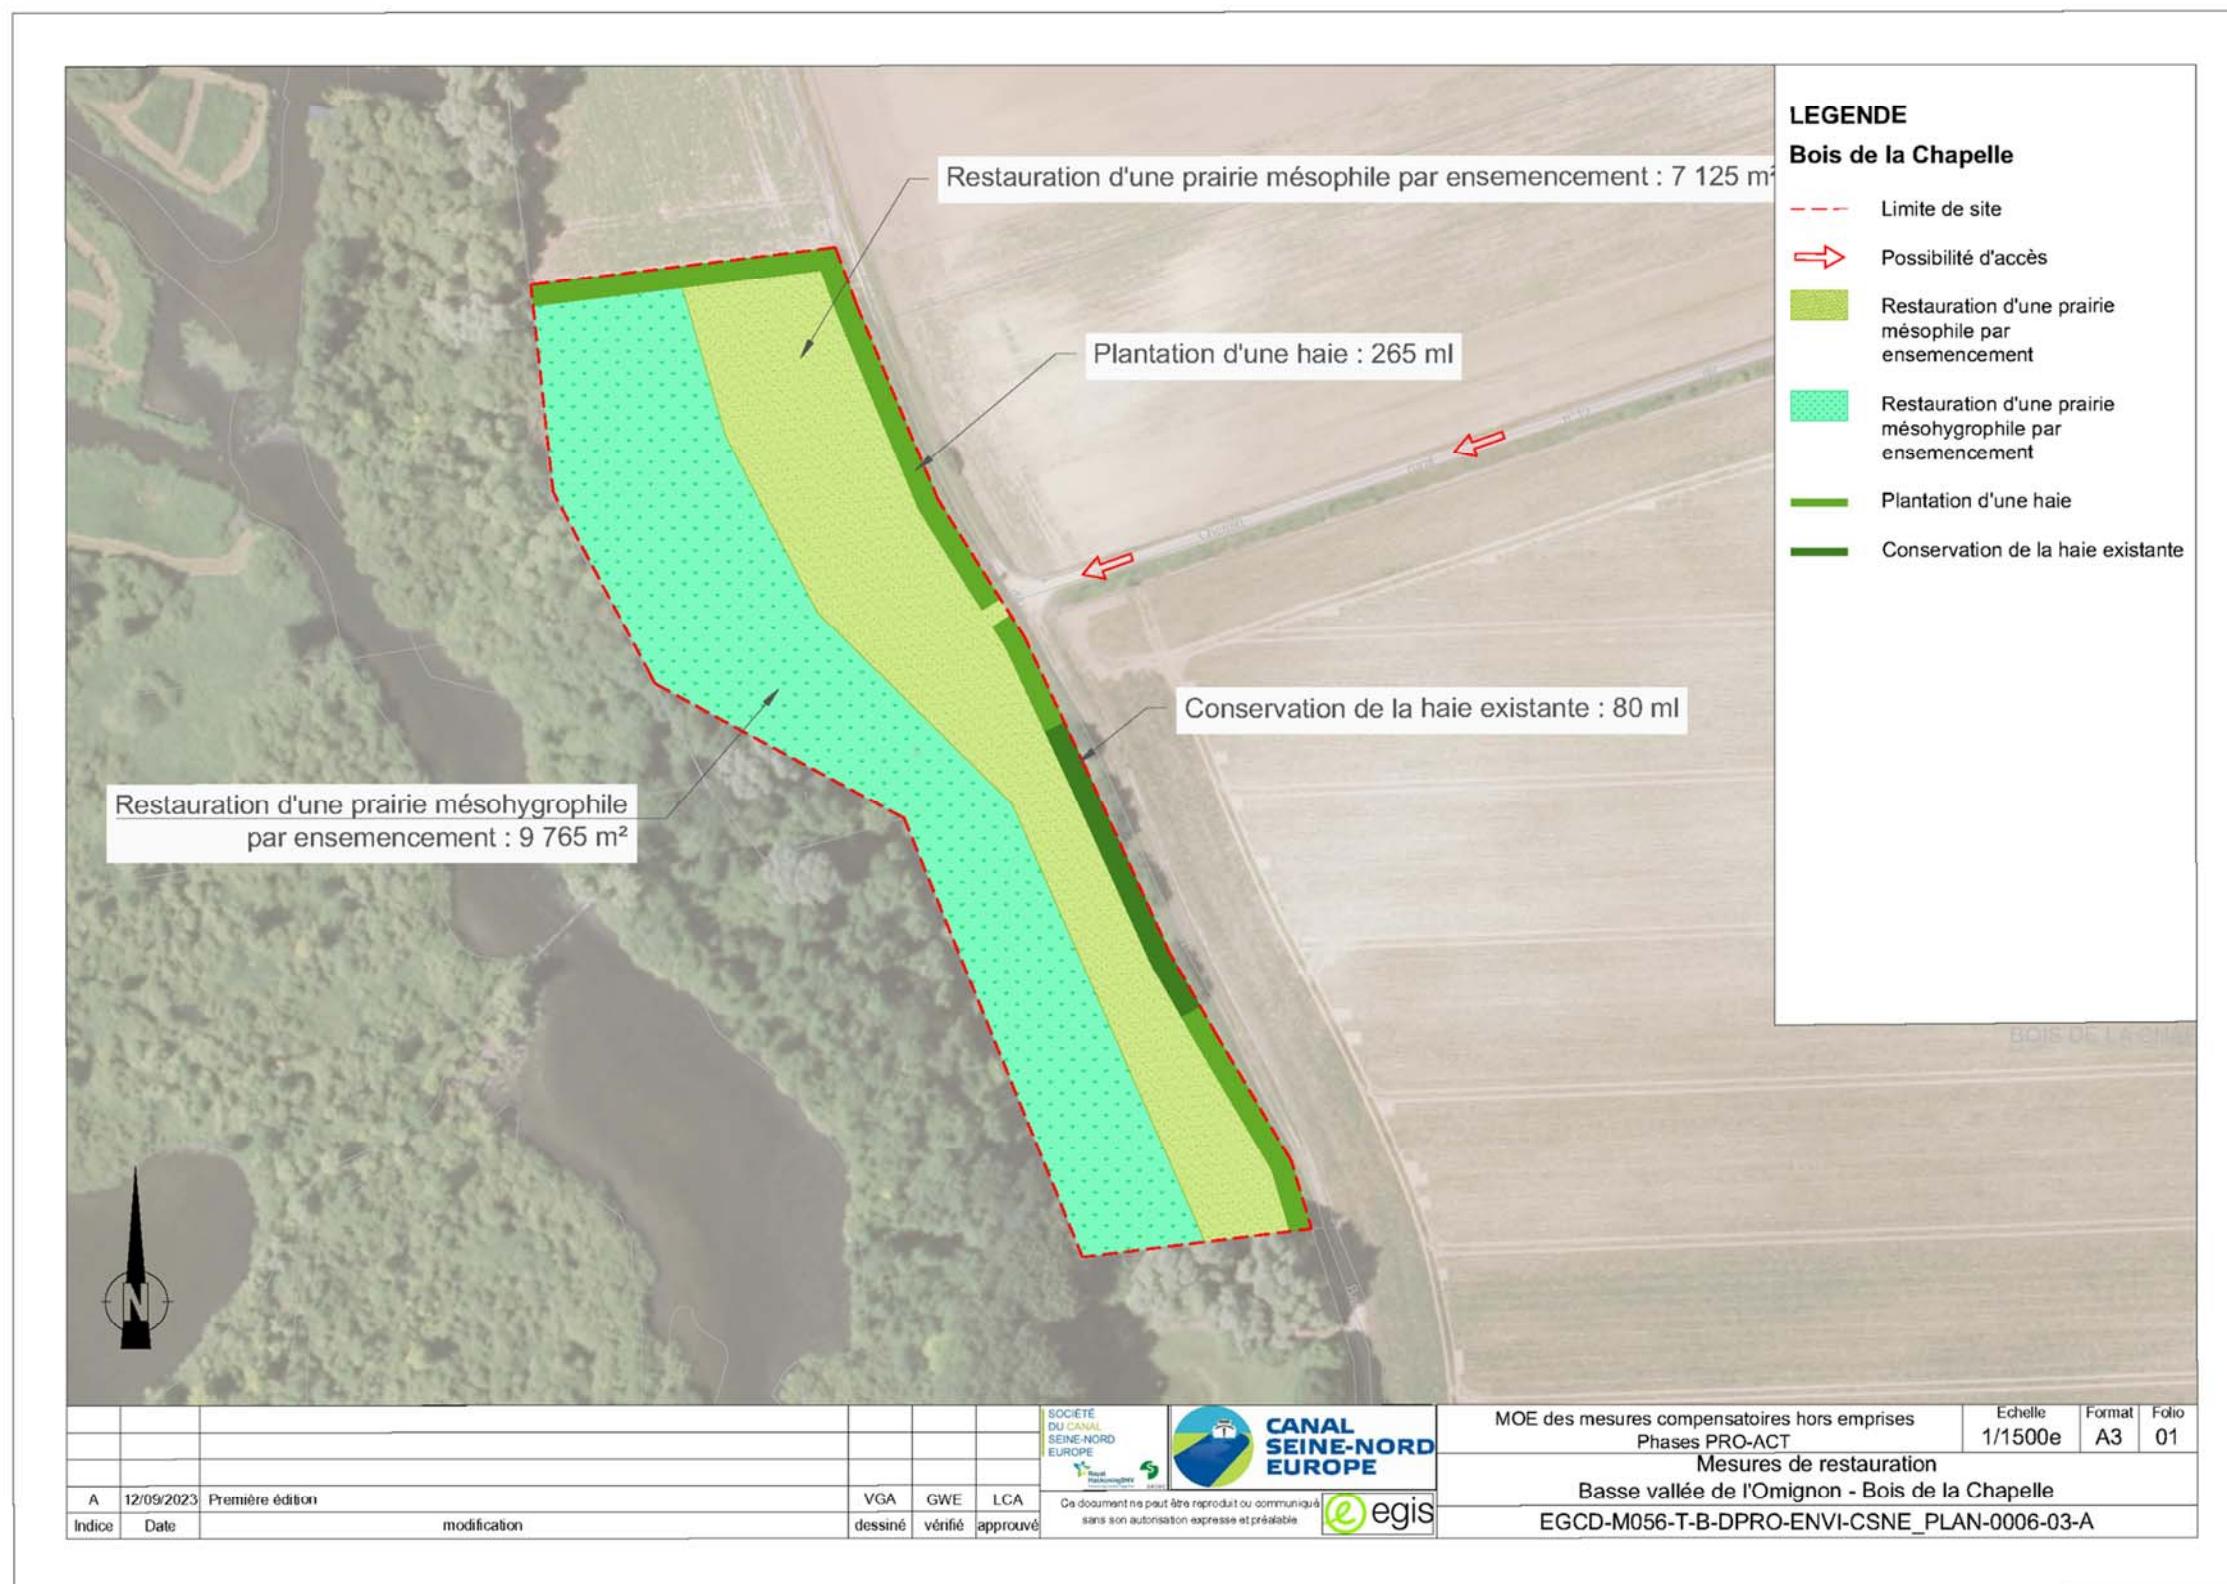 Restauration d'une prairie mésophile par ensemencement : 7 125 m²
Plantation d'une haie : 265 ml
Conservation de la haie existante : 80 ml
Restauration d'une prairie mésohygrophile
par ensemencement : 9 765 m²
Chemin
rural
N
LEGENDE
Bois de la Chapelle
Limite de site
Possibilité d'accès
Restauration d'une prairie
mésophile par
ensemencement
Restauration d'une prairie
mésohygrophile par
ensemencement
Plantation d'une haie
Conservation de la haie existante
BOIS DE LA
A 12/09/2023 Première édition VGA GWE LCA
Indice Date modification dessiné vérifié approuvé
SOCIÉTÉ
DU CANAL
SEINE-NORD
EUROPE
Royal
HaskoningDHV
CANAL
SEINE-NORD
EUROPE
Ce document ne peut être reproduit ou communiqué
sans son autorisation expresse et préalable
e egis
MOE des mesures compensatoires hors emprises
Phases PRO-ACT
Echelle
1/1500e
Format
A3
Folio
01
Mesures de restauration
Basse vallée de l'Omignon - Bois de la Chapelle
EGCD-M056-T-B-DPRO-ENVI-CSNE_PLAN-0006-03-A